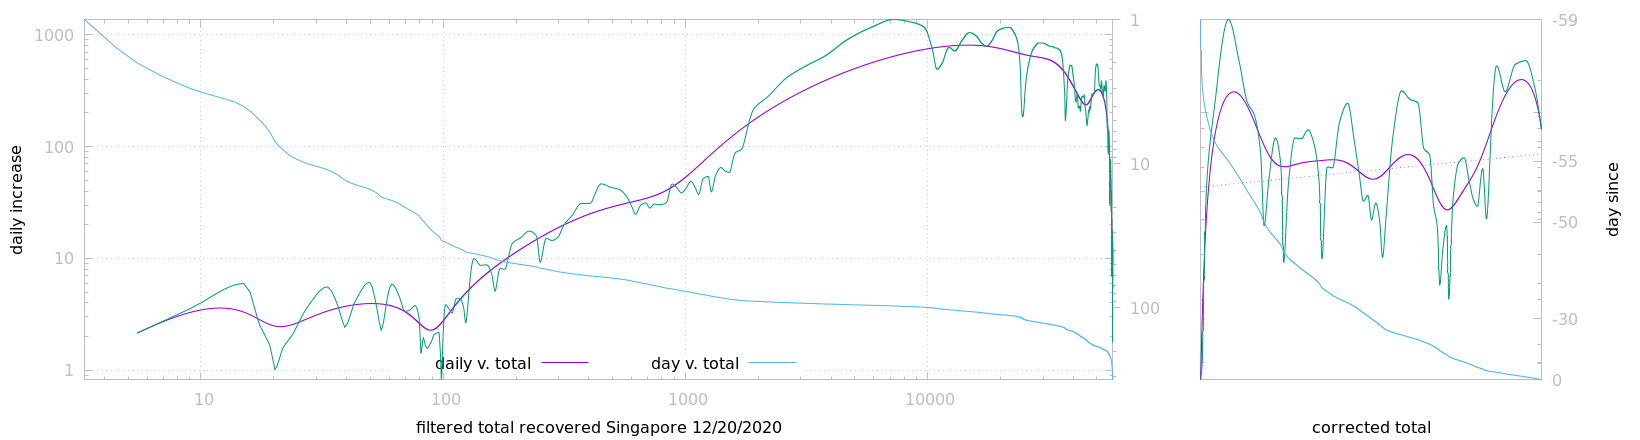 1000
100
10
1
daily increase
10
100
1000
10000
filtered total recovered Singapore 12/20/2020
daily v. total
day v. total
1
10
100
-59
-55
-50
-30
0
day since
corrected total